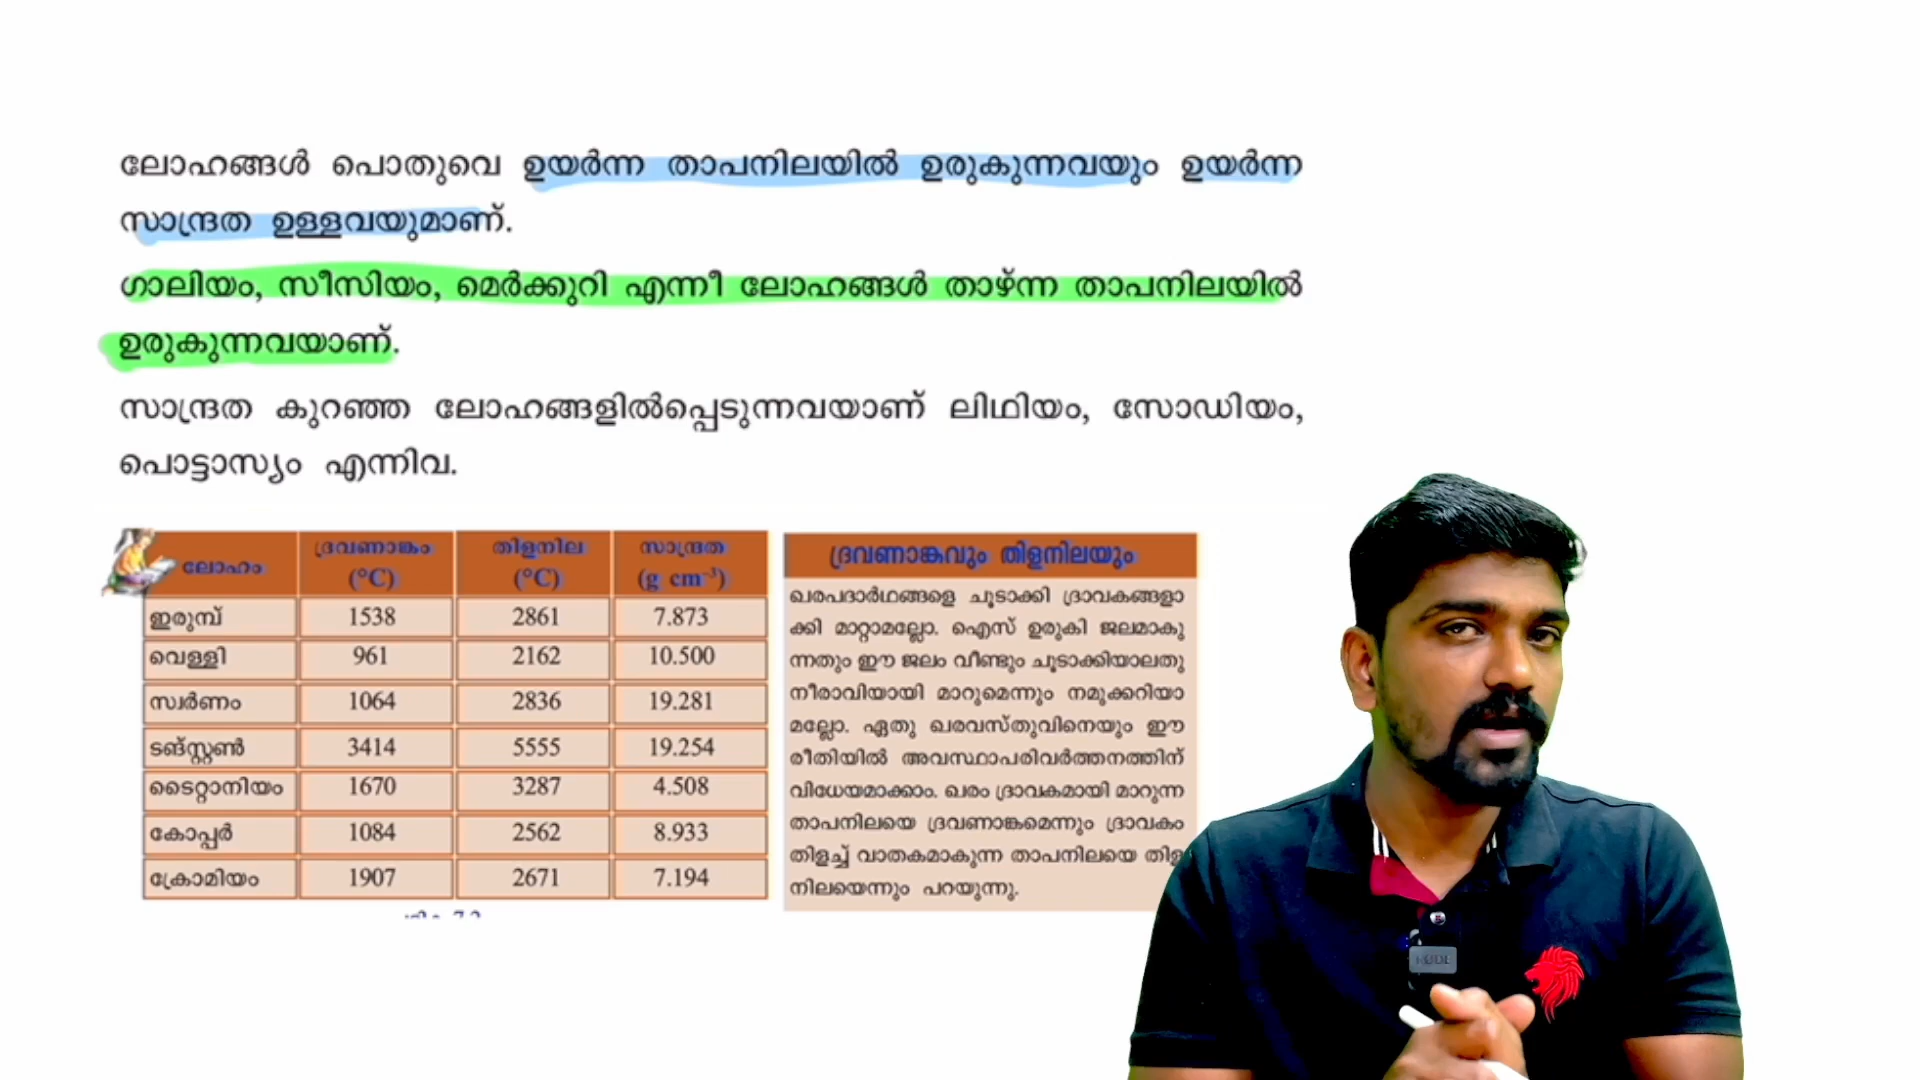 ലോഹങ്ങൾ പൊതുവെ ഉയർന്ന താപനിലയിൽ ഉരുകുന്നവയും ഉയർന്ന
സാന്ദ്രത ഉള്ളവയുമാണ്.
ഗാലിയം, സീസിയം, മെർക്കുറി എന്നീ ലോഹങ്ങൾ താഴ്ന്ന താപനിലയിൽ
ഉരുകുന്നവയാണ്.
സാന്ദ്രത കുറഞ്ഞ ലോഹങ്ങളിൽപ്പെടുന്നവയാണ് ലിഥിയം, സോഡിയം,
പൊട്ടാസ്യം എന്നിവ.
ലോഹം ദ്രവണാങ്കം (°C) തിളനില (°C) സാന്ദ്രത (g cm⁻³)
ഇരുമ്പ് 1538 2861 7.873
വെള്ളി 961 2162 10.500
സ്വർണം 1064 2836 19.281
ടങ്സ്റ്റൺ 3414 5555 19.254
ടൈറ്റാനിയം 1670 3287 4.508
കോപ്പർ 1084 2562 8.933
ക്രോമിയം 1907 2671 7.194
ദ്രവണാങ്കവും തിളനിലയും
ഖരപദാർഥങ്ങളെ ചൂടാക്കി ദ്രാവകങ്ങളാ
ക്കി മാറ്റാമല്ലോ. ഐസ് ഉരുകി ജലമാകു
ന്നതും ഈ ജലം വീണ്ടും ചൂടാക്കിയാലതു
നീരാവിയായി മാറുമെന്നും നമുക്കറിയാ
മല്ലോ. ഏതു ഖരവസ്തുവിനെയും ഈ
രീതിയിൽ അവസ്ഥാപരിവർത്തനത്തിന്
വിധേയമാക്കാം. ഖരം ദ്രാവകമായി മാറുന്ന
താപനിലയെ ദ്രവണാങ്കമെന്നും ദ്രാവകം
തിളച്ച് വാതകമാകുന്ന താപനിലയെ തിള
നിലയെന്നും പറയുന്നു.
RØDE